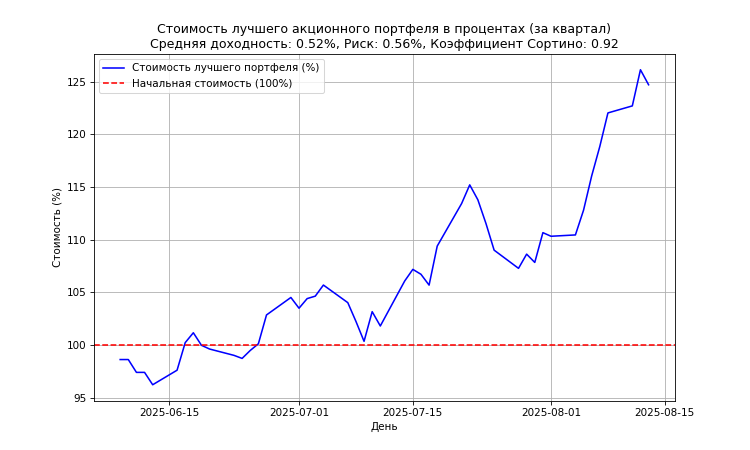 Стоимость лучшего акционного портфеля в процентах (за квартал)
Средняя доходность: 0.52%, Риск: 0.56%, Коэффициент Сортино: 0.92
Стоимость лучшего портфеля (%)
Начальная стоимость (100%)
Стоимость (%)
125
120
115
110
105
100
95
2025-06-15
2025-07-01
2025-07-15
2025-08-01
2025-08-15
День